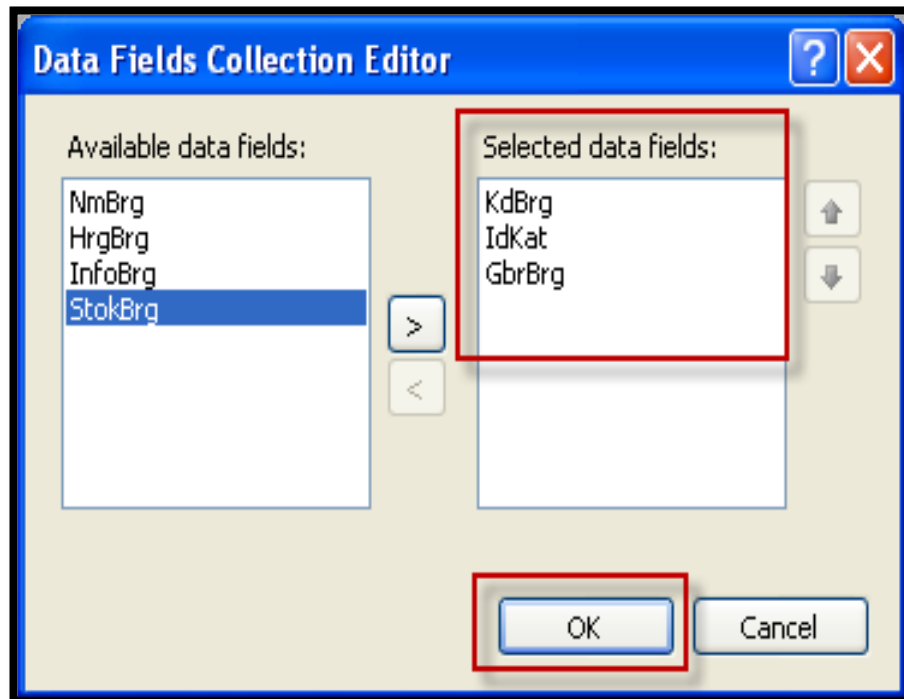 Data Fields Collection Editor
?
Available data fields:
NmBrg
HrgBrg
InfoBrg
StokBrg
>
<
Selected data fields:
KdBrg
IdKat
GbrBrg
OK
Cancel